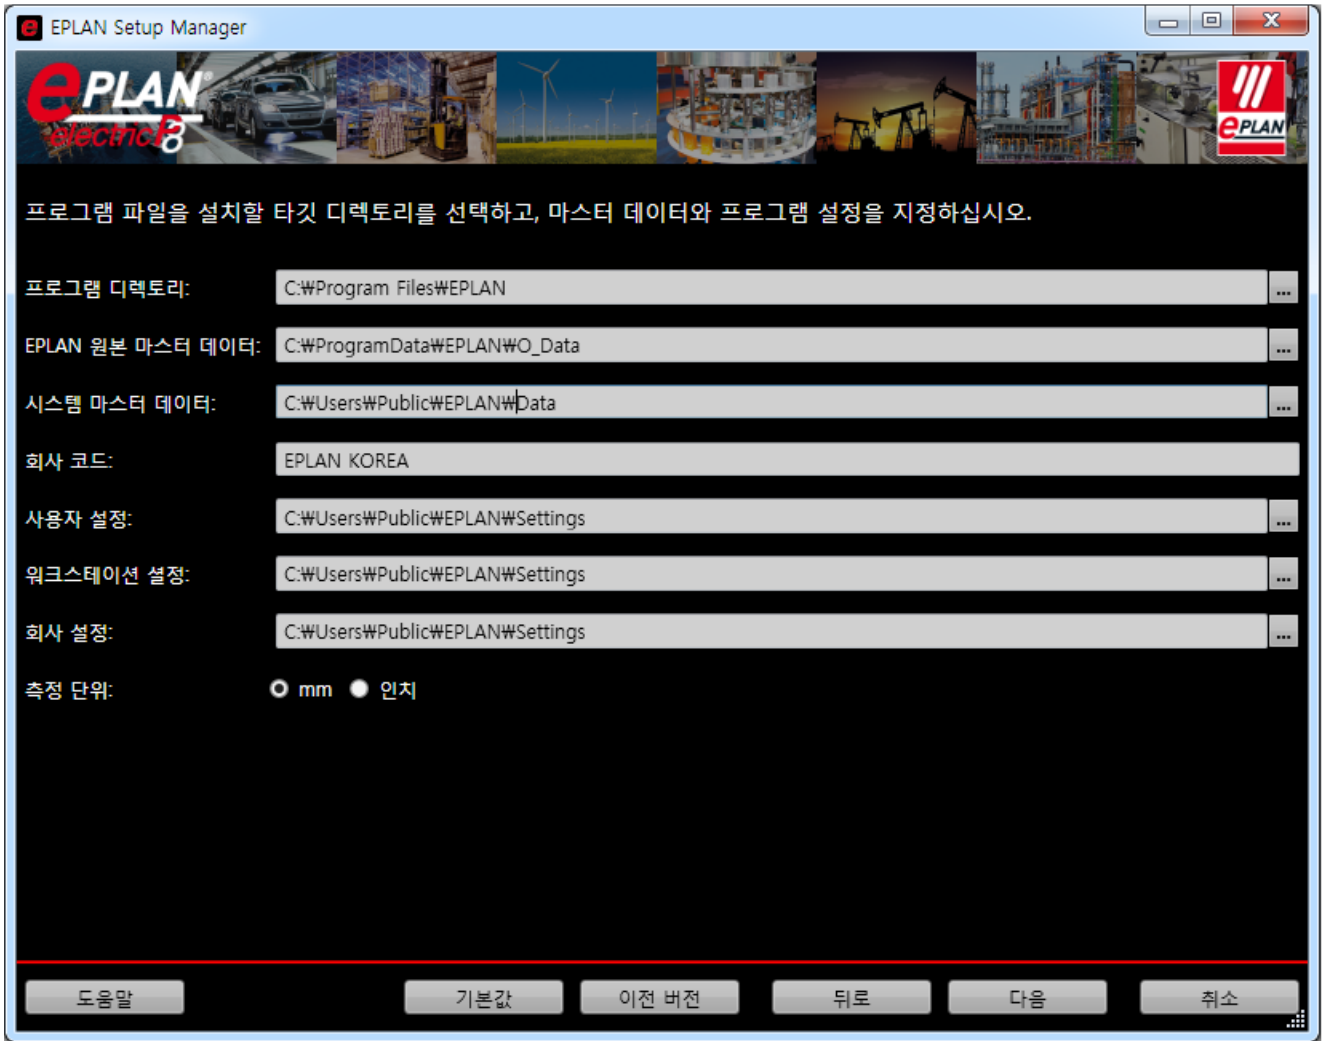 EPLAN Setup Manager
ePLAN®
electric P8
ePLAN
프로그램 파일을 설치할 타깃 디렉토리를 선택하고, 마스터 데이터와 프로그램 설정을 지정하십시오.
프로그램 디렉토리: C:₩Program Files₩EPLAN ...
EPLAN 원본 마스터 데이터: C:₩ProgramData₩EPLAN₩O_Data ...
시스템 마스터 데이터: C:₩Users₩Public₩EPLAN₩Data ...
회사 코드: EPLAN KOREA
사용자 설정: C:₩Users₩Public₩EPLAN₩Settings ...
워크스테이션 셜정: C:₩Users₩Public₩EPLAN₩Settings ...
회사 설정: C:₩Users₩Public₩EPLAN₩Settings ...
측정 단위: mm 인치
도움말 기본값 이전 버전 뒤로 다음 취소